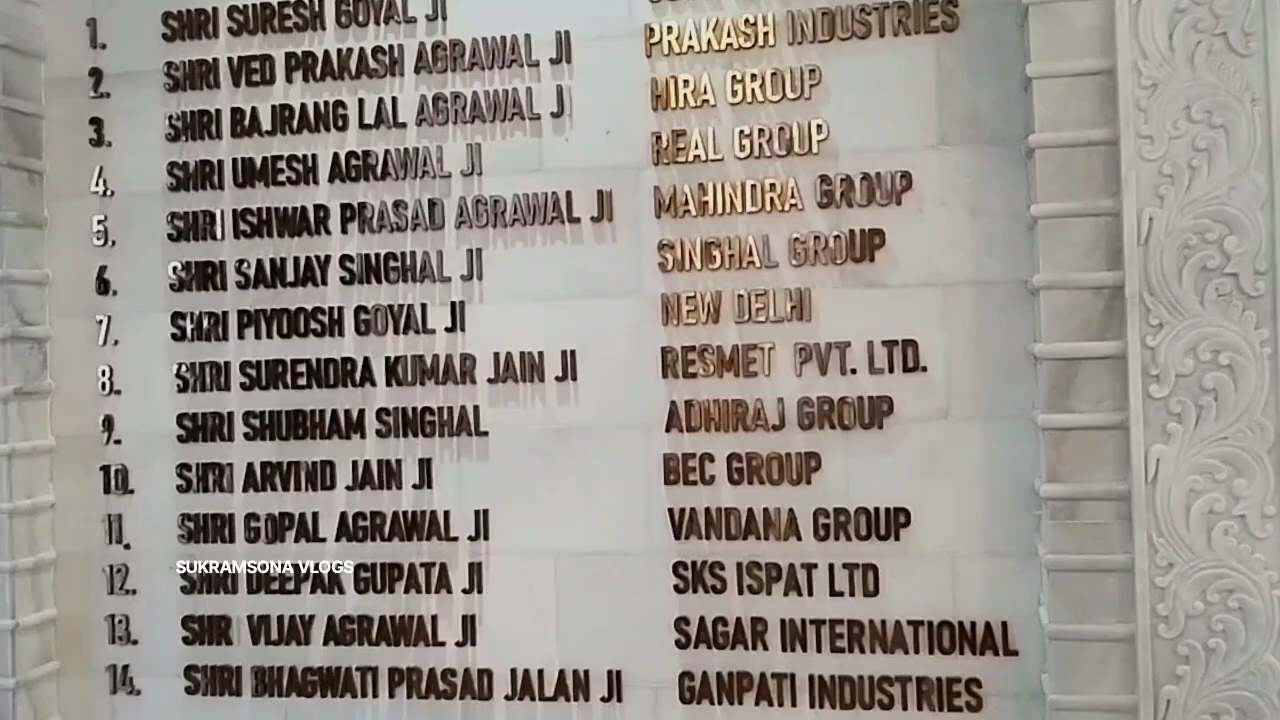 1. SHRI SURESH GOYAL JI
2. SHRI VED PRAKASH AGRAWAL JI PRAKASH INDUSTRIES
3. SHRI BAJRANG LAL AGRAWAL JI HIRA GROUP
4. SHRI UMESH AGRAWAL JI REAL GROUP
5. SHRI ISHWAR PRASAD AGRAWAL JI MAHINDRA GROUP
6. SHRI SANJAY SINGHAL JI SINGHAL GROUP
7. SHRI PIYOOSH GOYAL JI NEW DELHI
8. SHRI SURENDRA KUMAR JAIN JI RESMET PVT. LTD.
9. SHRI SHUBHAM SINGHAL ADHIRAJ GROUP
10. SHRI ARVIND JAIN JI BEC GROUP
11. SHRI GOPAL AGRAWAL JI VANDANA GROUP
SUKRAMSONA VLOGS
12. SHRI DEEPAK GUPATA JI SKS ISPAT LTD
13. SHRI VIJAY AGRAWAL JI SAGAR INTERNATIONAL
14. SHRI BHAGWATI PRASAD JALAN JI GANPATI INDUSTRIES